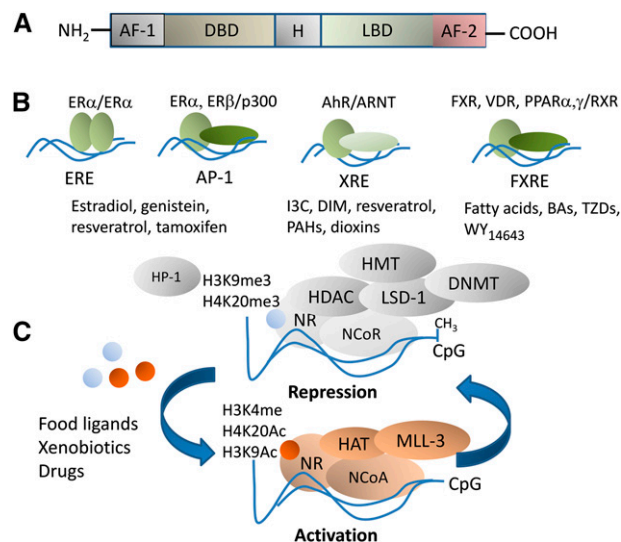 A
NH₂ AF-1 DBD H LBD AF-2 COOH
B
ERα/ERα ERα, ERβ/p300 AhR/ARNT FXR, VDR, PPARα,γ/RXR
ERE AP-1 XRE FXRE
Estradiol, genistein,
resveratrol, tamoxifen
I3C, DIM, resveratrol,
PAHs, dioxins
Fatty acids, BAs, TZDs,
WY₁₄₆₄₃
HP-1
H3K9me3
H4K20me3
HMT
DNMT
HDAC LSD-1
NR
NCoR
CH₃
CpG
Repression
C
Food ligands
Xenobiotics
Drugs
H3K4me
H4K20Ac
H3K9Ac
HAT MLL-3
NR
NCoA
CpG
Activation